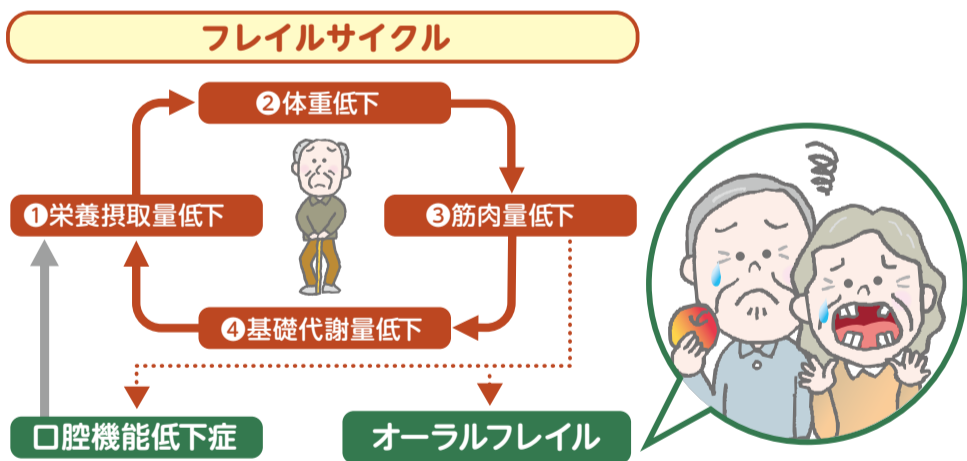 フレイルサイクル
❷体重低下
❶栄養摂取量低下
❸筋肉量低下
❹基礎代謝量低下
口腔機能低下症
オーラルフレイル